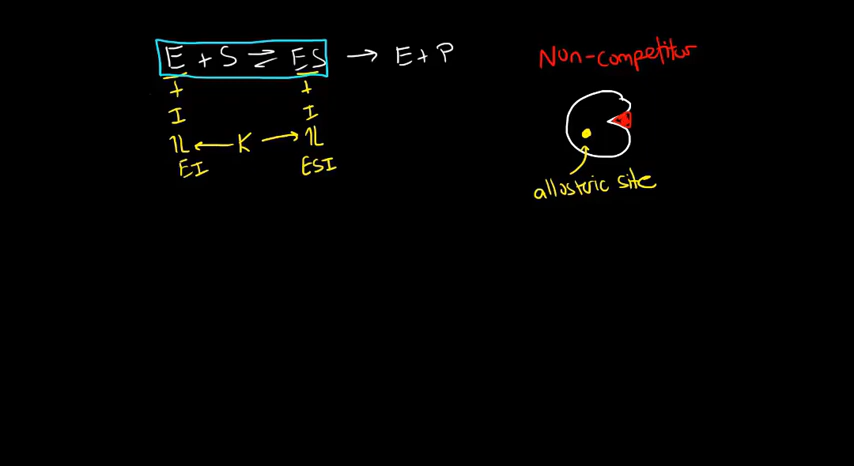 E + S ⇌ ES → E + P
+ +
I I
⇌ ← K → ⇌
EI ESI
Non-competitor
allosteric site